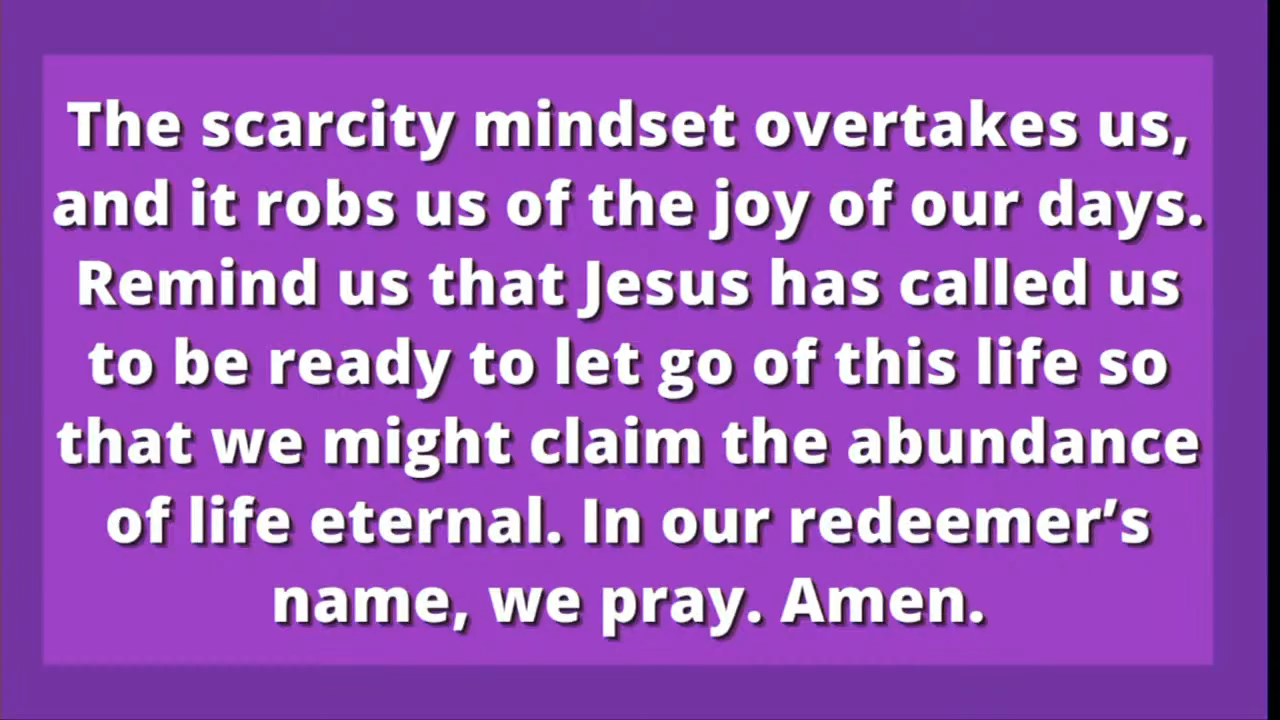 The scarcity mindset overtakes us,
and it robs us of the joy of our days.
Remind us that Jesus has called us
to be ready to let go of this life so
that we might claim the abundance
of life eternal. In our redeemer’s
name, we pray. Amen.